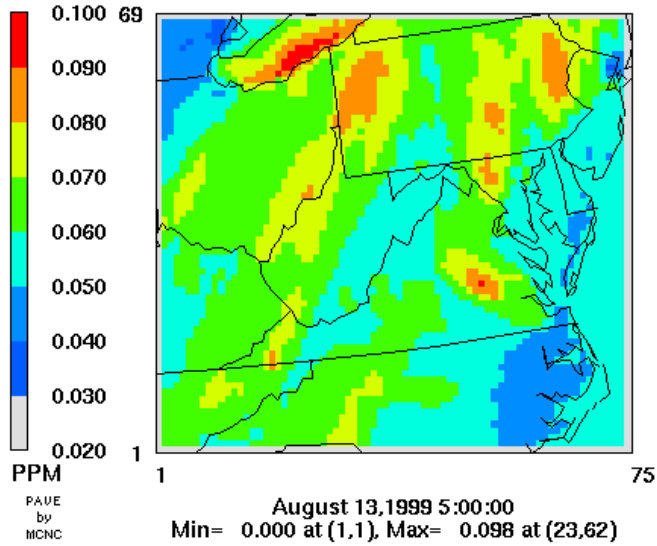 0.100
0.090
0.080
0.070
0.060
0.050
0.040
0.030
0.020
PPM
PAVE
by
MCNC
69
1
1 75
August 13,1999 5:00:00
Min= 0.000 at (1,1), Max= 0.098 at (23,62)